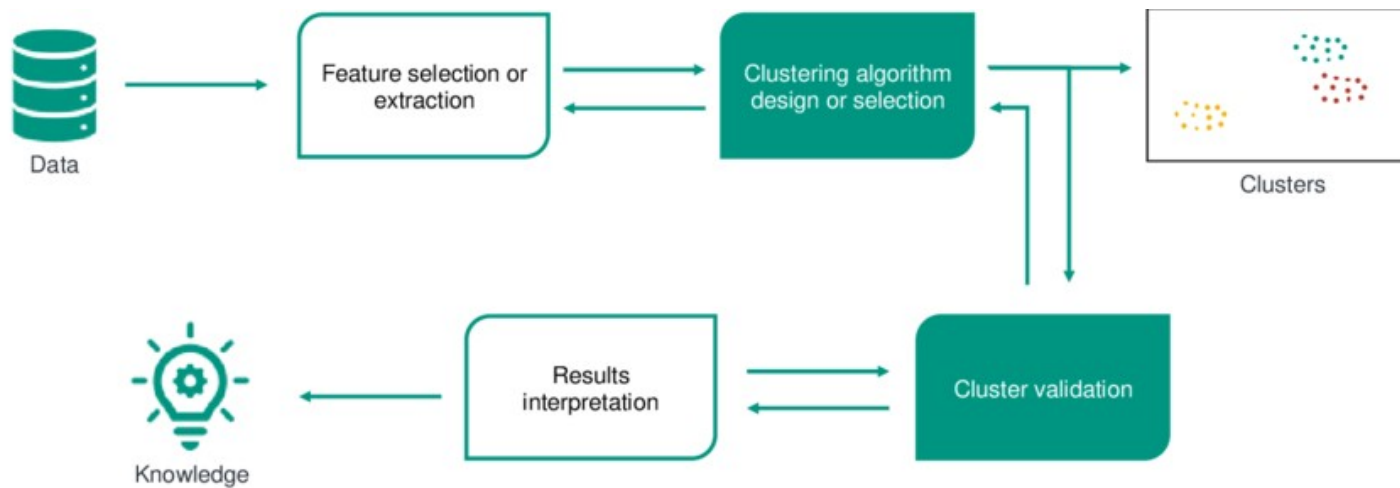 Data
Feature selection or
extraction
Clustering algorithm
design or selection
Clusters
Cluster validation
Results
interpretation
Knowledge